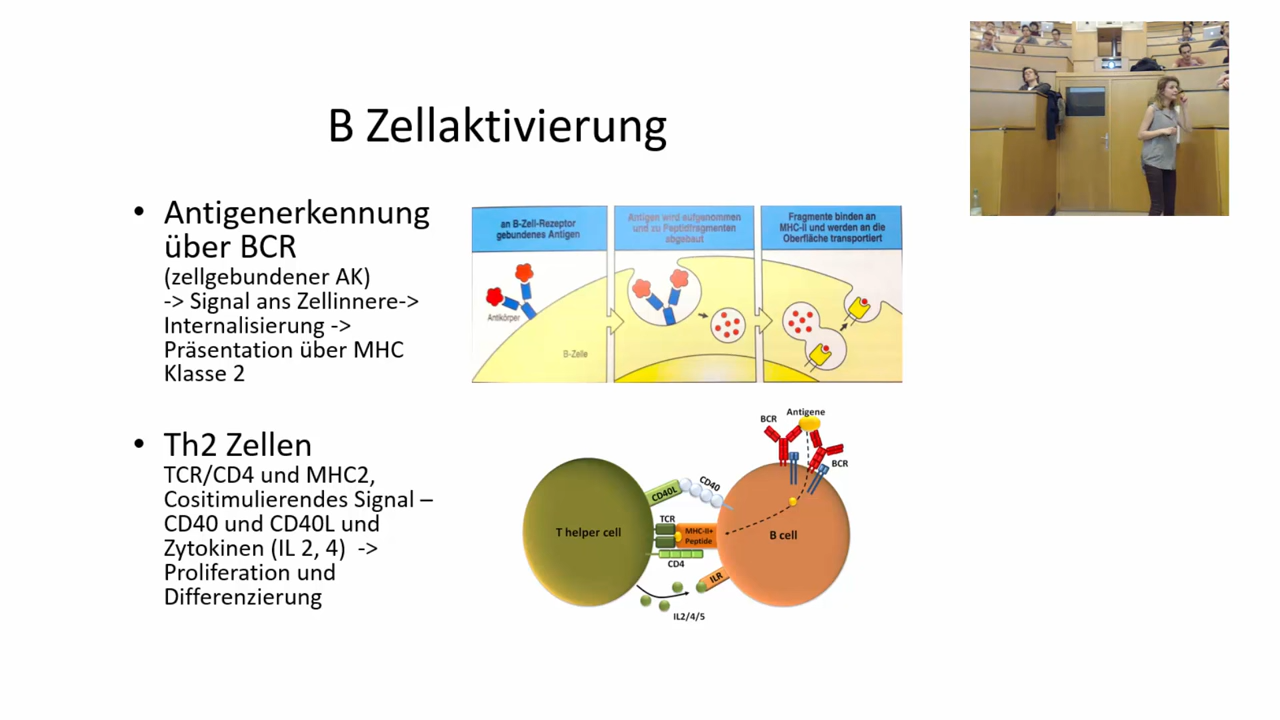 B Zellaktivierung
• Antigenerkennung
über BCR
(zellgebundener AK)
-> Signal ans Zellinnere->
Internalisierung ->
Präsentation über MHC
Klasse 2
• Th2 Zellen
TCR/CD4 und MHC2,
Cositimulierendes Signal –
CD40 und CD40L und
Zytokinen (IL 2, 4) ->
Proliferation und
Differenzierung
an B-Zell-Rezeptor
gebundenes Antigen
Antigen wird aufgenommen
und zu Peptidfragmenten
abgebaut
Fragmente binden an
MHC-II und werden an die
Oberfläche transportiert
Antikörper
B-Zelle
BCR
Antigene
BCR
CD40L
CD40
TCR
T helper cell
MHC-II+
Peptide
B cell
CD4
ILR
IL2/4/5